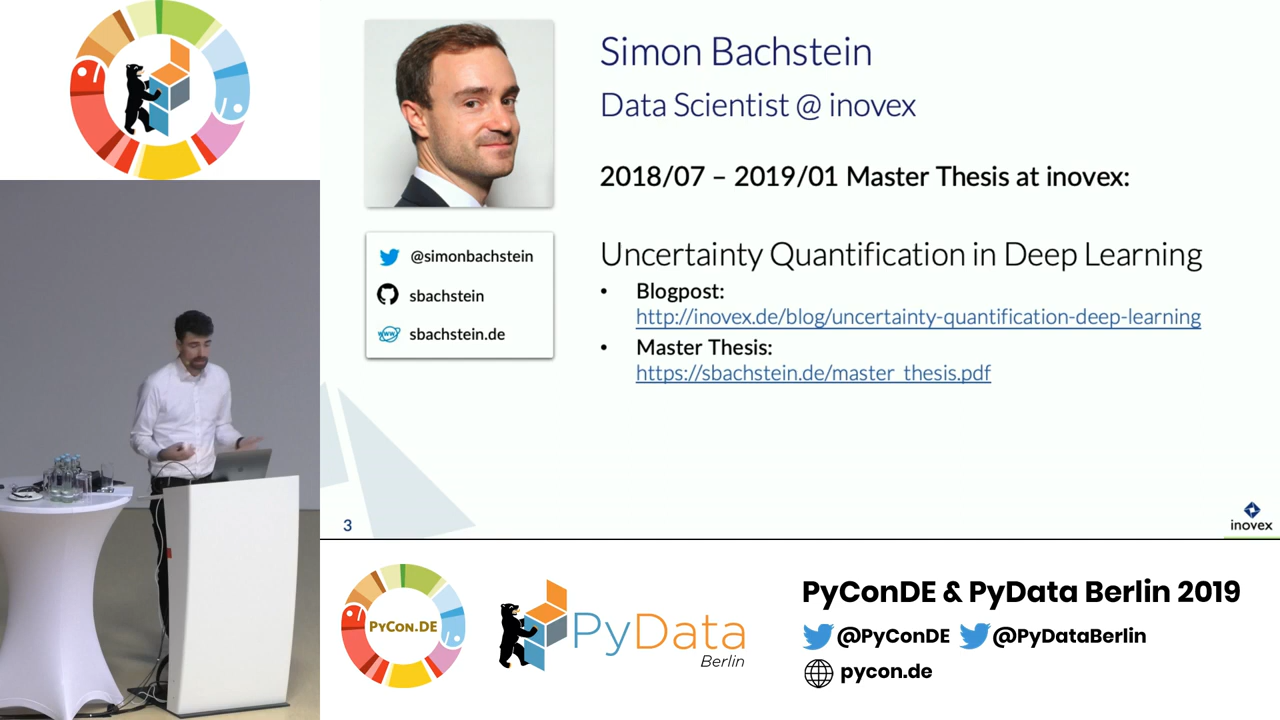 Simon Bachstein
Data Scientist @ inovex
2018/07 – 2019/01 Master Thesis at inovex:
@simonbachstein
sbachstein
www
sbachstein.de
Uncertainty Quantification in Deep Learning
• Blogpost:
http://inovex.de/blog/uncertainty-quantification-deep-learning
• Master Thesis:
https://sbachstein.de/master_thesis.pdf
3
inovex
PyCon.DE
PyData
Berlin
PyConDE & PyData Berlin 2019
@PyConDE @PyDataBerlin
pycon.de